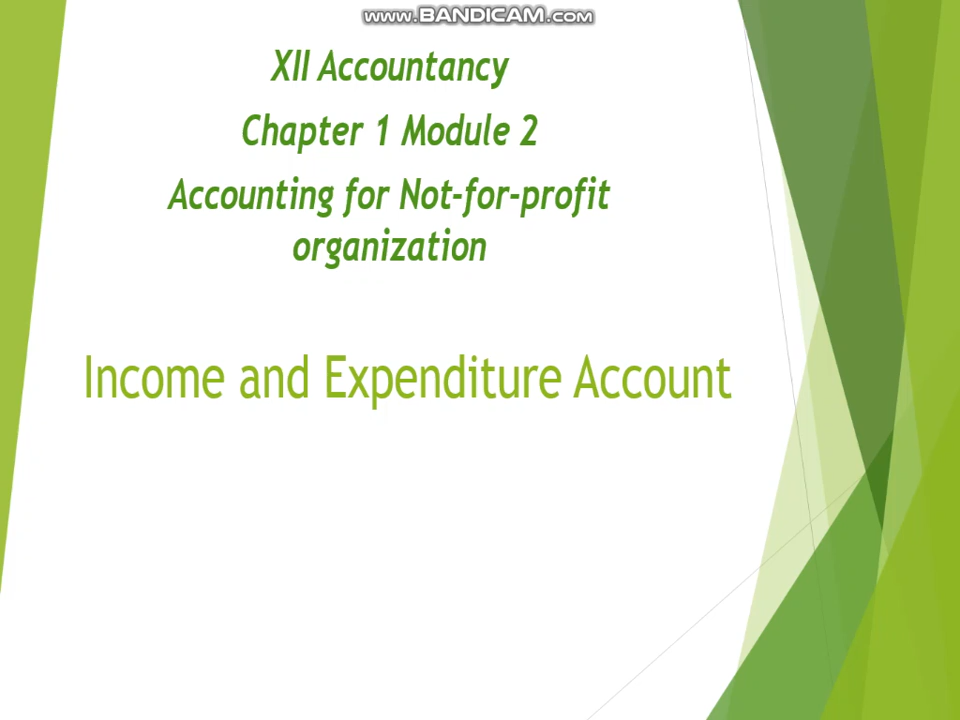 www.BANDICAM.com
XII Accountancy
Chapter 1 Module 2
Accounting for Not-for-profit
organization
Income and Expenditure Account